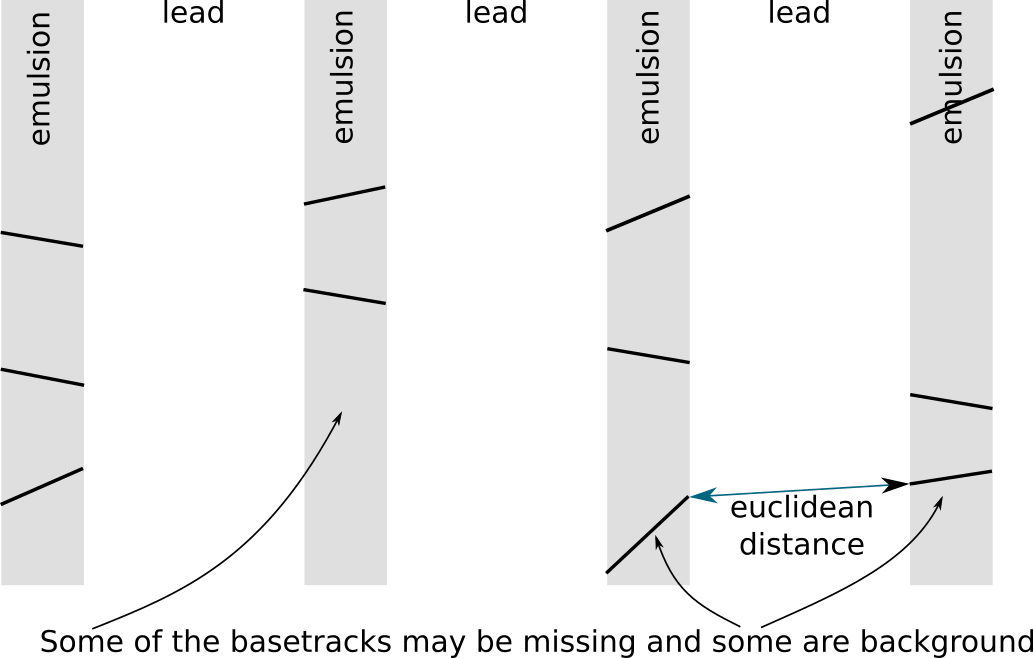 lead
lead
lead
emulsion
emulsion
emulsion
emulsion
euclidean
distance
Some of the basetracks may be missing and some are background